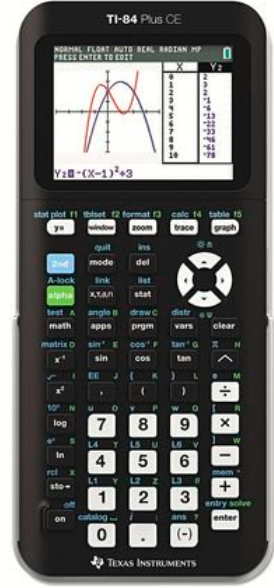 TI-84 Plus CE
NORMAL FLOAT AUTO REAL RADIAN MP
PRESS ENTER TO EDIT
X Y2
0 2
1 3
2 2
3 -1
4 -6
5 -13
6 -22
7 -33
8 -46
9 -61
10 -78
Y2=-(X-1)²+3
stat plot f1 tblset f2 format f3 calc f4 table f5
y= window zoom trace graph
quit ins
2nd mode del
A-lock link list
alpha X,T,θ,n stat
test A angle B draw C distr
math apps prgm vars clear
matrix D sin⁻¹ E cos⁻¹ F tan⁻¹ G π H
x⁻¹ sin cos tan ^
√ I EE J { K } L e M
x² , ( ) ÷
10ˣ N u O v P w Q [ R
log 7 8 9 ×
eˣ S L4 T L5 U L6 V ] W
ln 4 5 6 −
rcl X L1 Y L2 Z L3 θ mem "
sto→ 1 2 3 +
off catalog i : ans ? entry solve
on 0 . (-) enter
TEXAS INSTRUMENTS